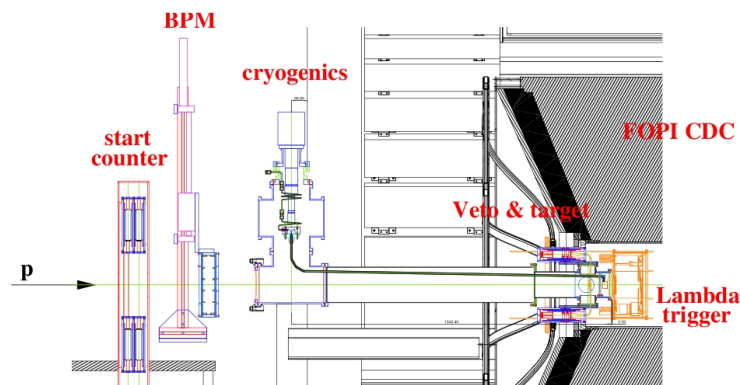 BPM
cryogenics
start
counter
FOPI CDC
Veto & target
p
Lambda
trigger